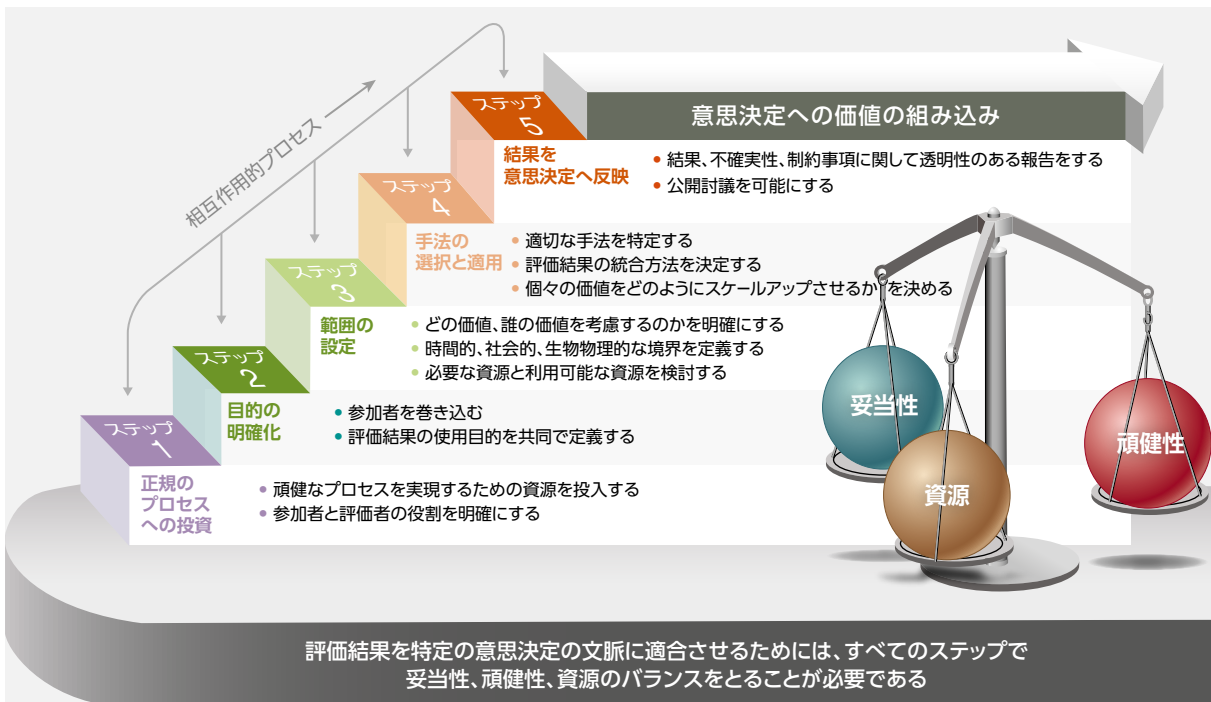 相互作用的プロセス
ステップ
5
意思決定への価値の組み込み
結果を
意思決定へ反映
• 結果、不確実性、制約事項に関して透明性のある報告をする
• 公開討議を可能にする
ステップ
4
手法の
選択と適用
• 適切な手法を特定する
• 評価結果の統合方法を決定する
• 個々の価値をどのようにスケールアップさせるか を決める
ステップ
3
範囲の
設定
• どの価値、誰の価値を考慮するのかを明確にする
• 時間的、社会的、生物物理的な境界を定義する
• 必要な資源と利用可能な資源を検討する
ステップ
2
目的の
明確化
• 参加者を巻き込む
• 評価結果の使用目的を共同で定義する
ステップ
1
正規の
プロセス
への投資
• 頑健なプロセスを実現するための資源を投入する
• 参加者と評価者の役割を明確にする
妥当性
資源
頑健性
評価結果を特定の意思決定の文脈に適合させるためには、すべてのステップで
妥当性、頑健性、資源のバランスをとることが必要である